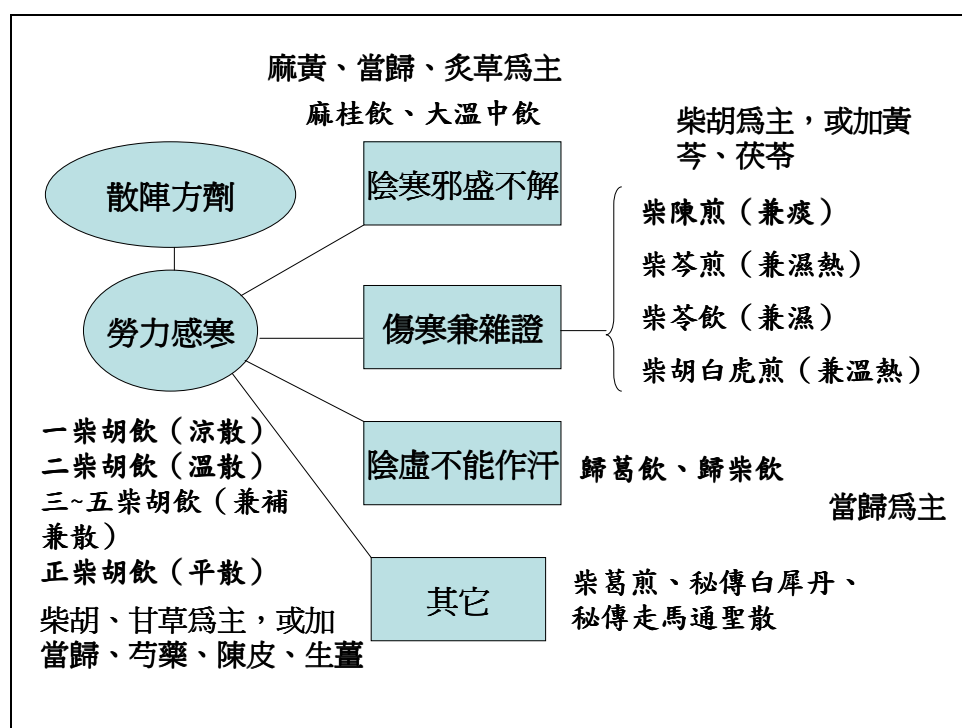 麻黃、當歸、炙草爲主
麻桂飲、大溫中飲
柴胡爲主，或加黃
芩、茯苓
散陣方劑
陰寒邪盛不解
柴陳煎（兼痰）
柴芩煎（兼濕熱）
勞力感寒
傷寒兼雜證
柴苓飲（兼濕）
柴胡白虎煎（兼溫熱）
一柴胡飲（涼散）
二柴胡飲（溫散）
三~五柴胡飲（兼補
兼散）
正柴胡飲（平散）
柴胡、甘草爲主，或加
當歸、芍藥、陳皮、生薑
陰虛不能作汗
歸葛飲、歸柴飲
當歸爲主
其它
柴葛煎、秘傳白犀丹、
秘傳走馬通聖散